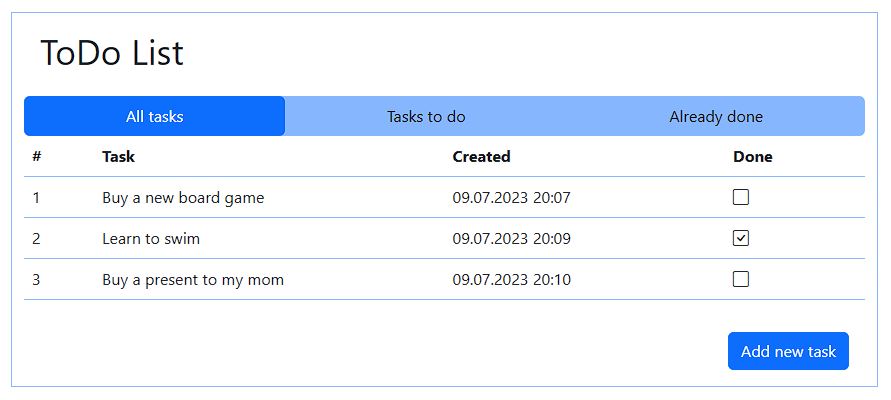 ToDo List
All tasks Tasks to do Already done
# Task Created Done
1 Buy a new board game 09.07.2023 20:07
2 Learn to swim 09.07.2023 20:09
3 Buy a present to my mom 09.07.2023 20:10
Add new task